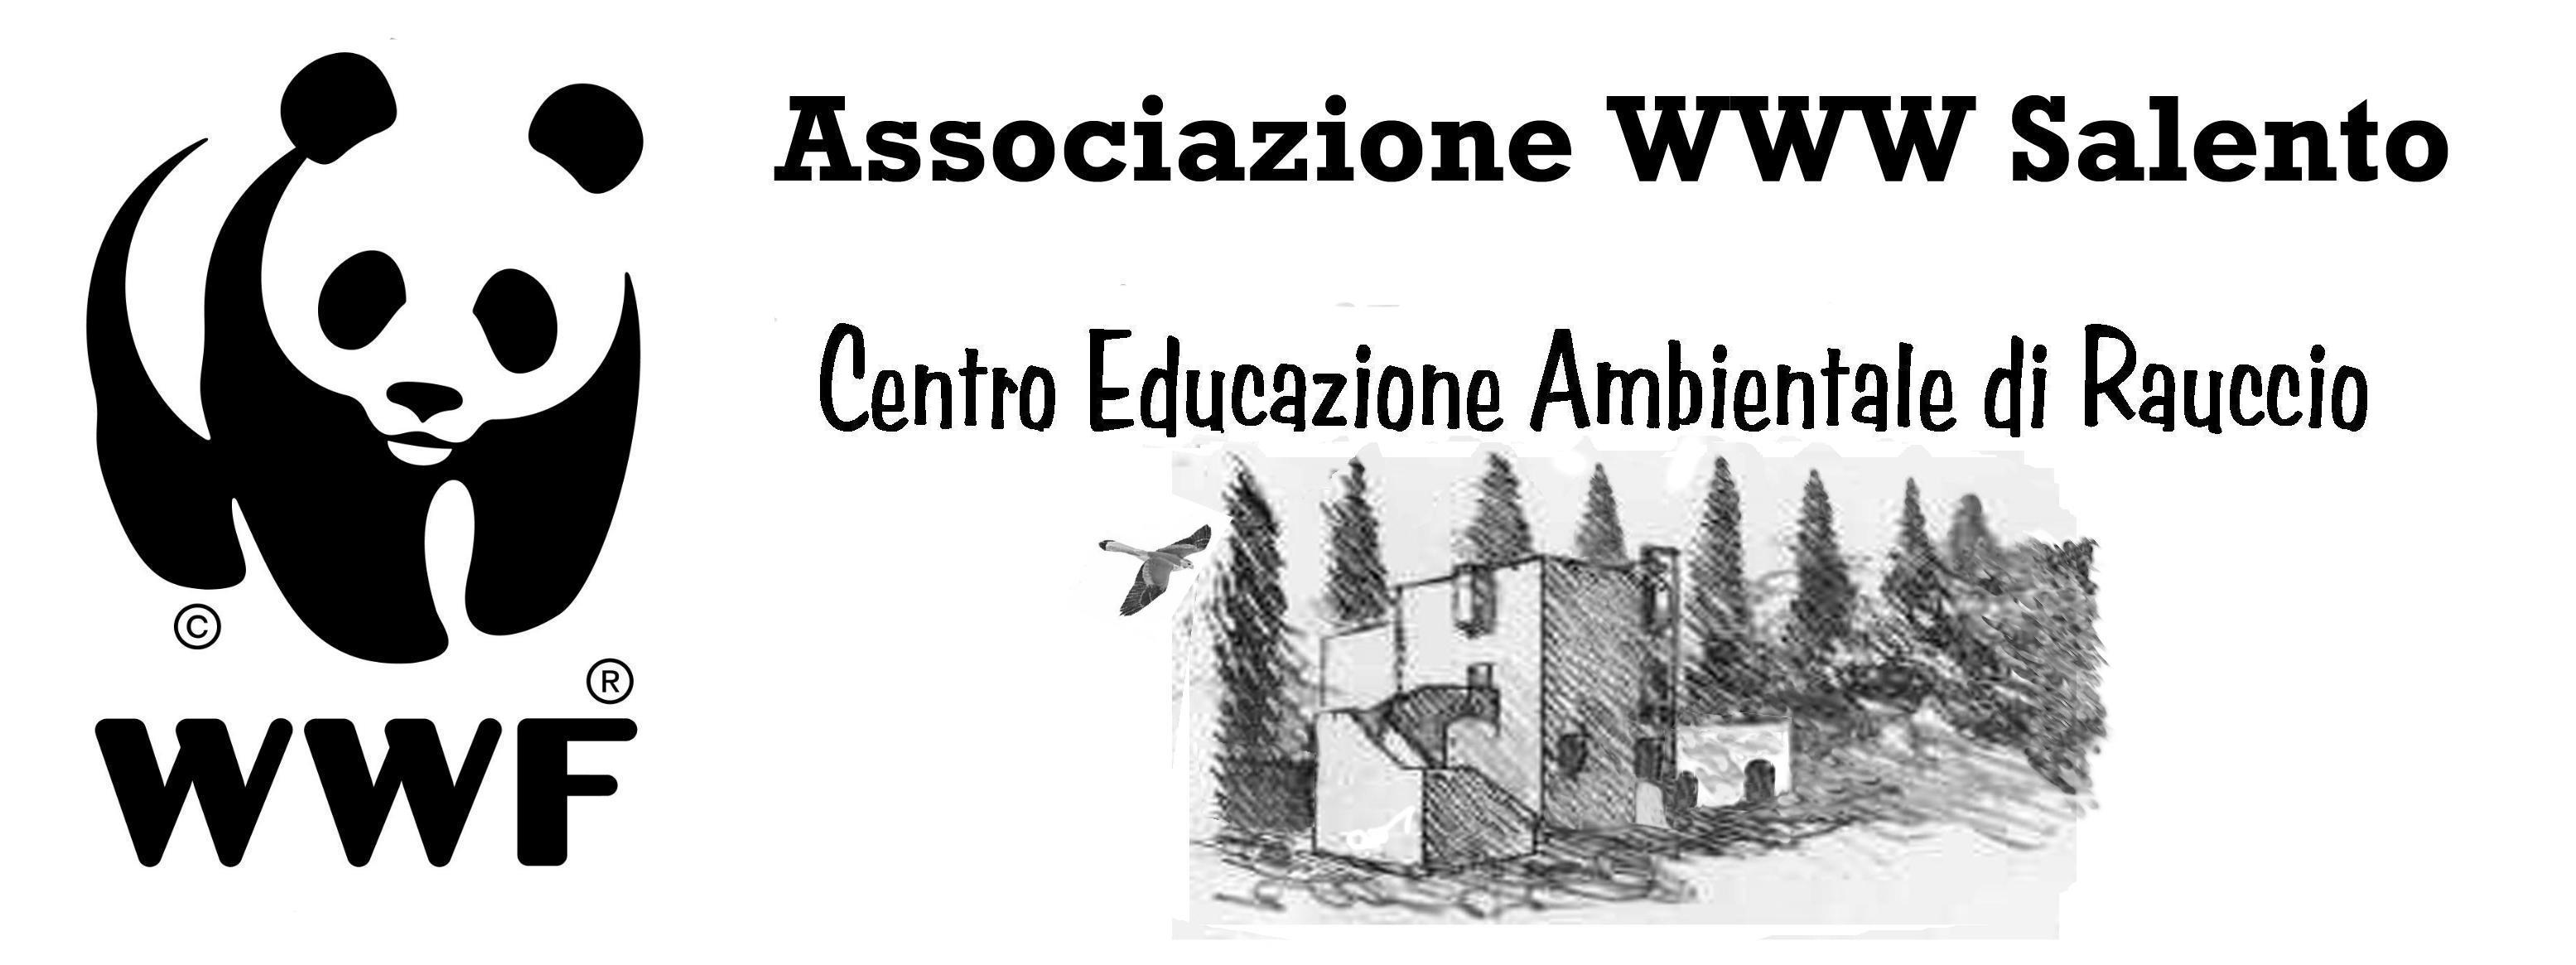 Associazione WWW Salento
Centro Educazione Ambientale di Rauccio
©
®
WWF